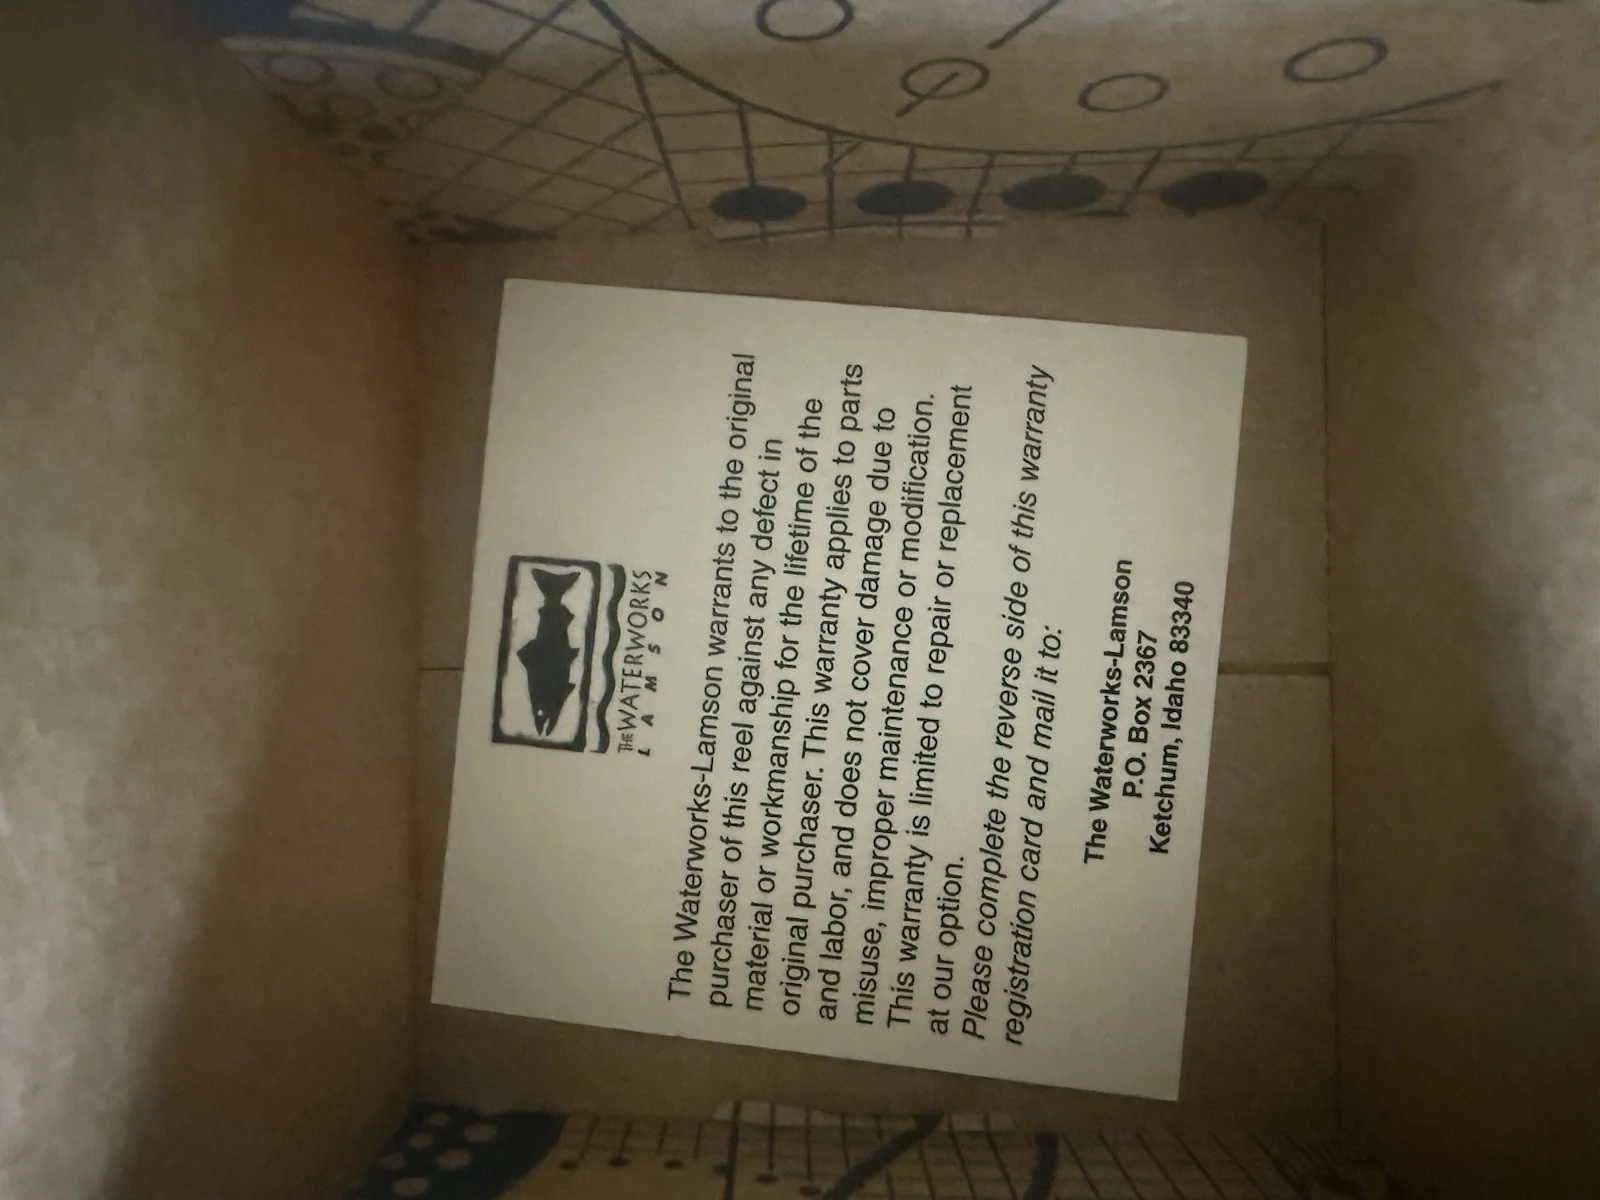 THE WATERWORKS
LAMSON
The Waterworks-Lamson warrants to the original
purchaser of this reel against any defect in
material or workmanship for the lifetime of the
original purchaser. This warranty applies to parts
and labor, and does not cover damage due to
misuse, improper maintenance or modification.
This warranty is limited to repair or replacement
at our option.
Please complete the reverse side of this warranty
registration card and mail it to:
The Waterworks-Lamson
P.O. Box 2367
Ketchum, Idaho 83340